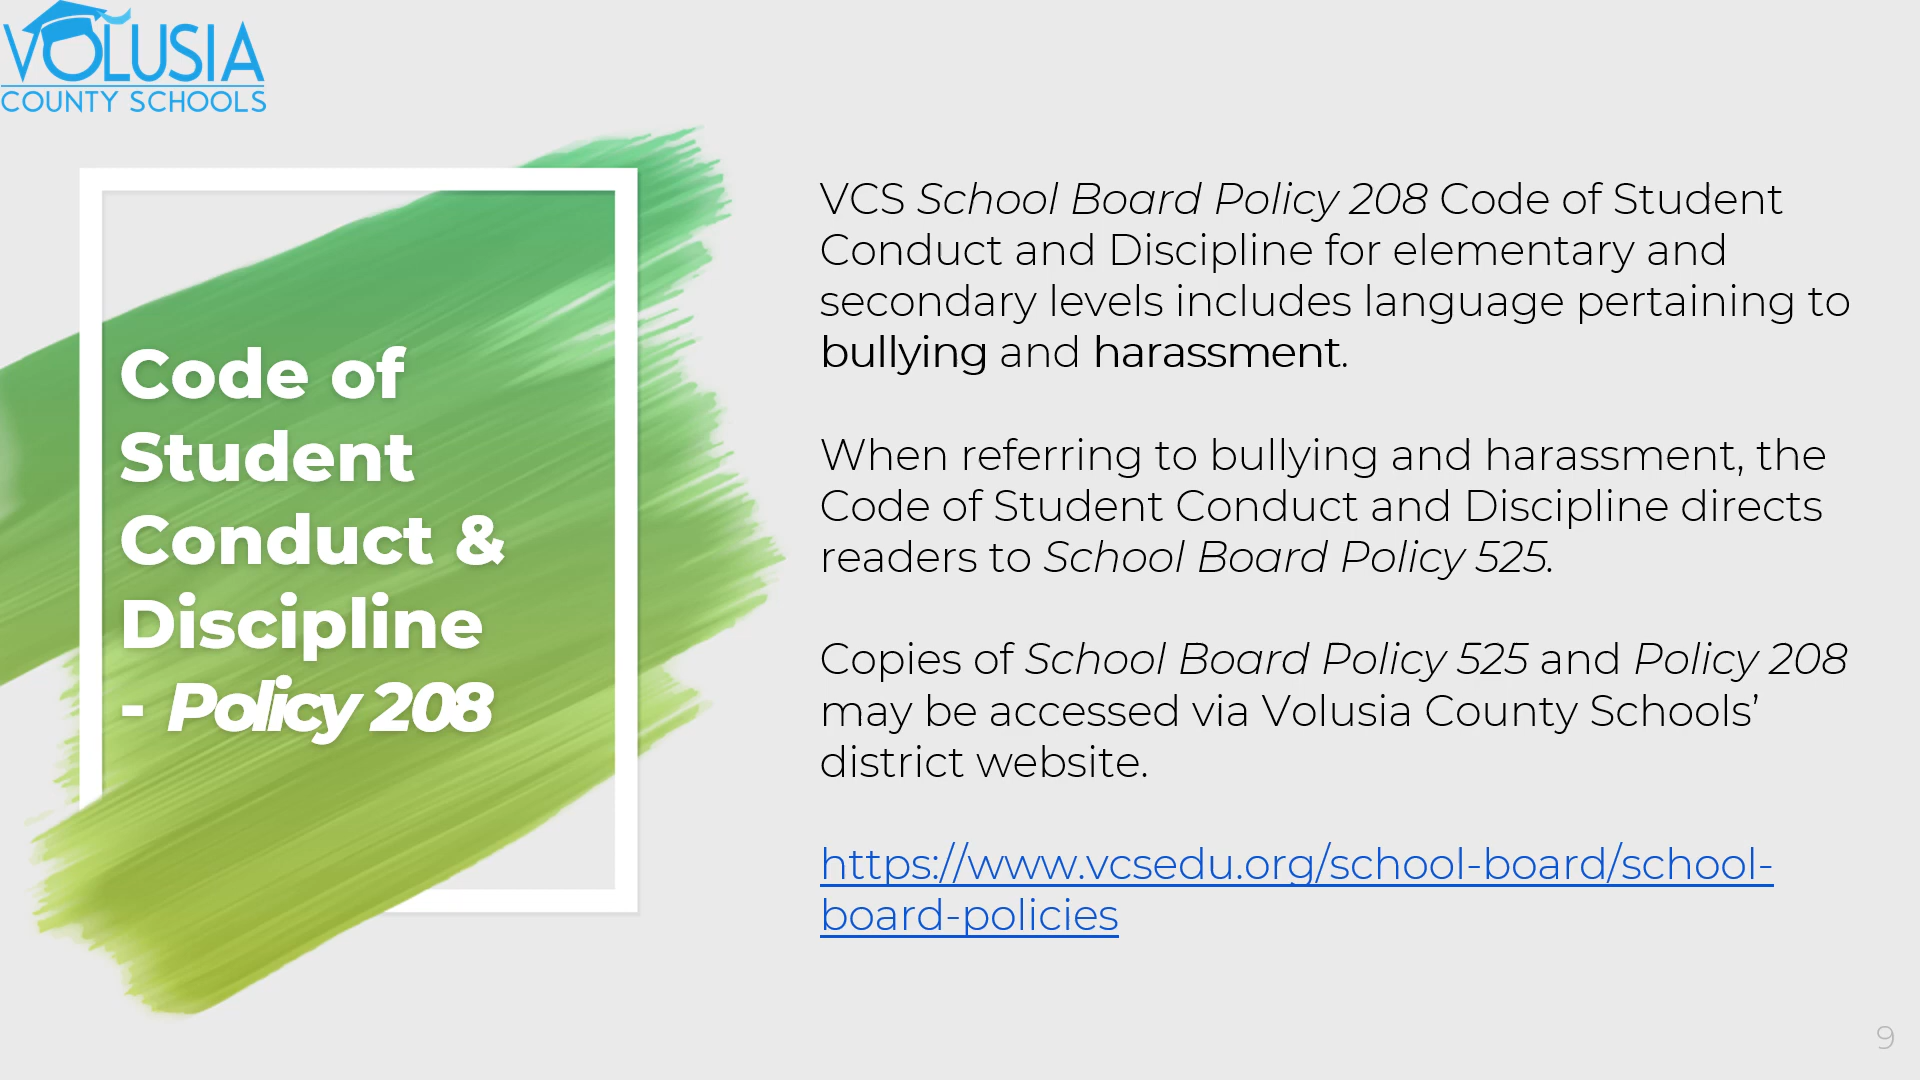 VOLUSIA
COUNTY SCHOOLS
Code of
Student
Conduct &
Discipline
- Policy 208
VCS School Board Policy 208 Code of Student
Conduct and Discipline for elementary and
secondary levels includes language pertaining to
bullying and harassment.
When referring to bullying and harassment, the
Code of Student Conduct and Discipline directs
readers to School Board Policy 525.
Copies of School Board Policy 525 and Policy 208
may be accessed via Volusia County Schools’
district website.
https://www.vcsedu.org/school-board/school-
board-policies
9